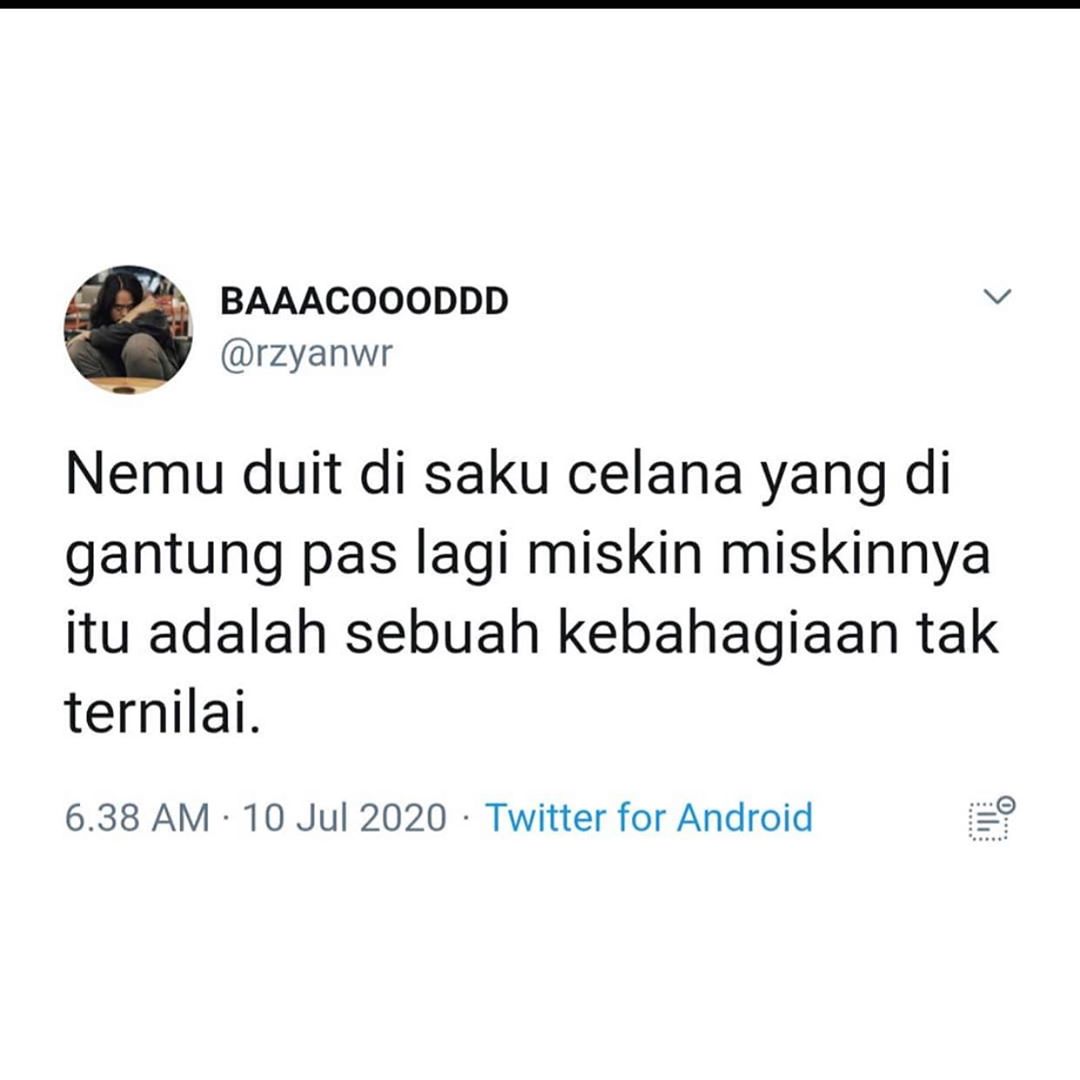 BAAACOOODDD
@rzyanwr
Nemu duit di saku celana yang di
gantung pas lagi miskin miskinnya
itu adalah sebuah kebahagiaan tak
ternilai.
6.38 AM · 10 Jul 2020 · Twitter for Android